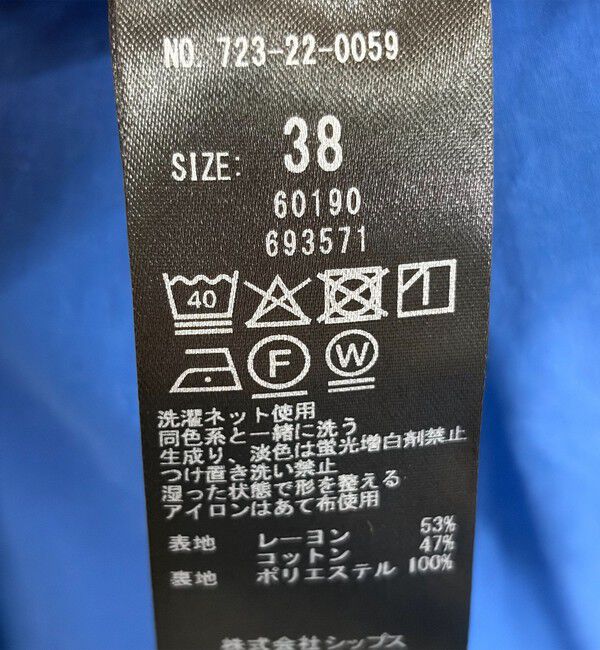 NO. 723-22-0059
SIZE: 38
60190
693571
40
F W
洗濯ネット使用
同色系と一緒に洗う
生成り、淡色は蛍光増白剤禁止
つけ置き洗い禁止
湿った状態で形を整える
アイロンはあて布使用
表地 レーヨン 53%
コットン 47%
裏地 ポリエステル 100%
株式会社シップス